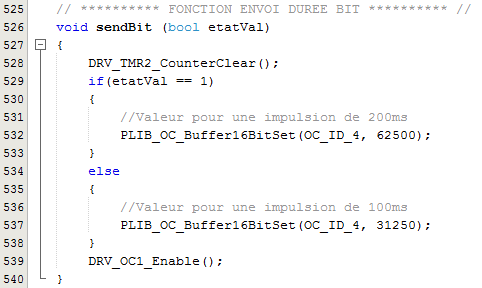 525 // ********** FONCTION ENVOI DUREE BIT ********** //
526 void sendBit (bool etatVal)
527 {
528     DRV_TMR2_CounterClear();
529     if(etatVal == 1)
530     {
531         //Valeur pour une impulsion de 200ms
532         PLIB_OC_Buffer16BitSet(OC_ID_4, 62500);
533     }
534     else
535     {
536         //Valeur pour une impulsion de 100ms
537         PLIB_OC_Buffer16BitSet(OC_ID_4, 31250);
538     }
539     DRV_OC1_Enable();
540 }